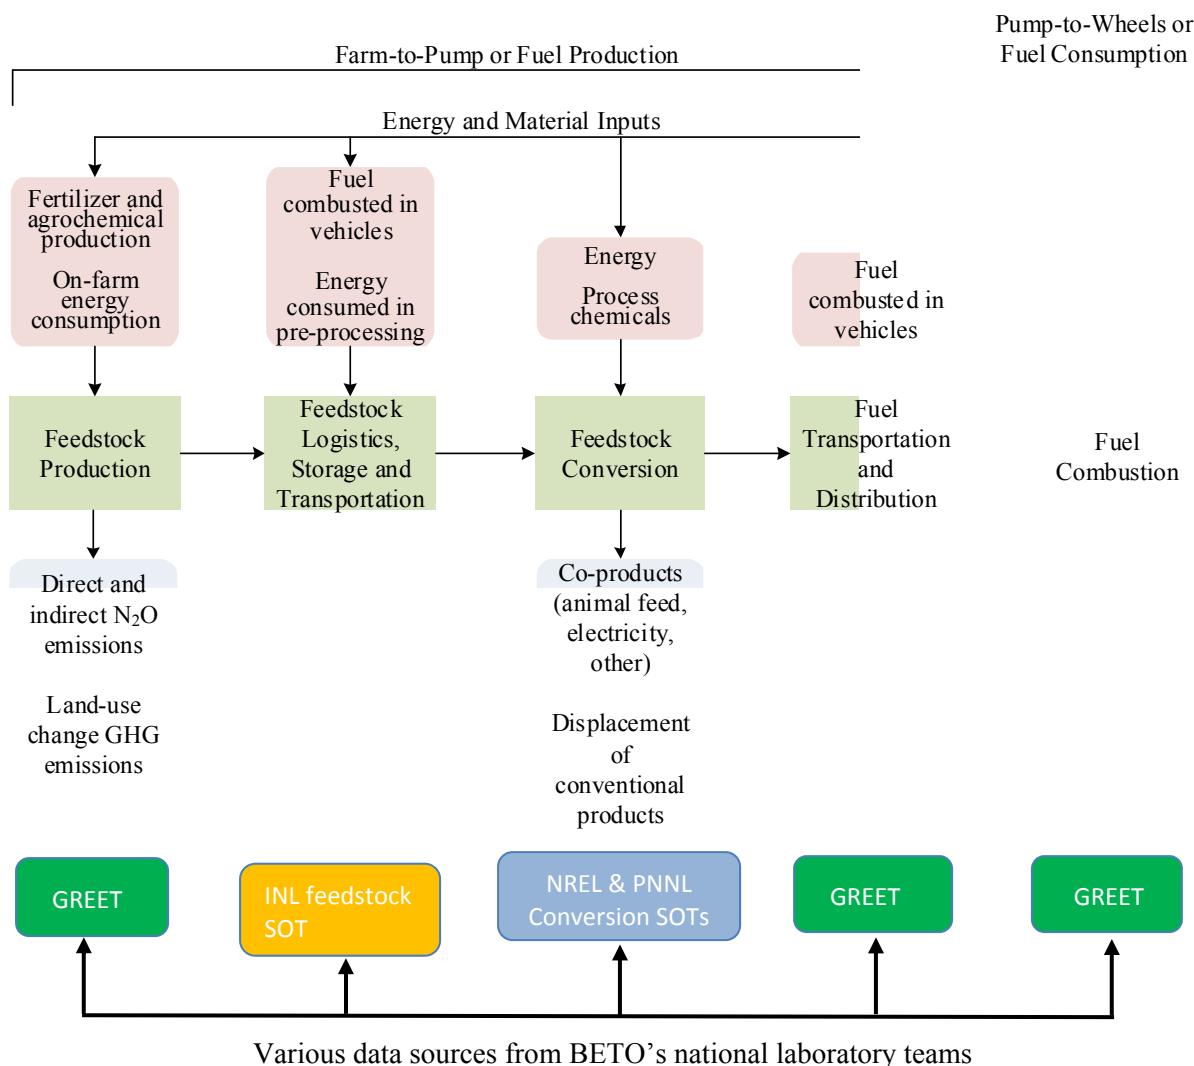 Pump-to-Wheels or
Fuel Consumption
Farm-to-Pump or Fuel Production
Energy and Material Inputs
Fertilizer and
agrochemical
production
On-farm
energy
consumption
Fuel
combusted in
vehicles
Energy
consumed in
pre-processing
Energy
Process
chemicals
Fuel
combusted in
vehicles
Feedstock
Production
Feedstock
Logistics,
Storage and
Transportation
Feedstock
Conversion
Fuel
Transportation
and
Distribution
Fuel
Combustion
Direct and
indirect N₂O
emissions
Land-use
change GHG
emissions
Co-products
(animal feed,
electricity,
other)
Displacement
of
conventional
products
GREET
INL feedstock
SOT
NREL & PNNL
Conversion SOTs
GREET
GREET
Various data sources from BETO’s national laboratory teams